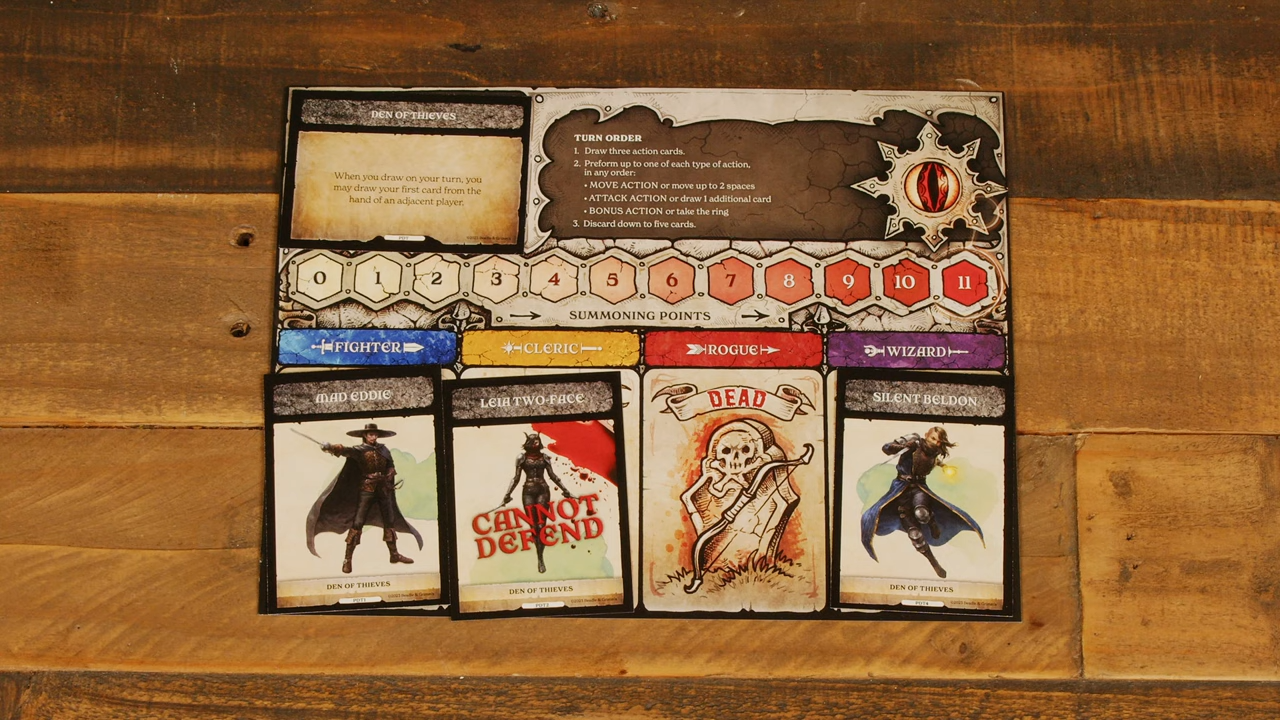 DEN OF THIEVES
When you draw on your turn, you
may draw your first card from the
hand of an adjacent player.
TURN ORDER
1. Draw three action cards.
2. Preform up to one of each type of action,
in any order:
• MOVE ACTION or move up to 2 spaces
• ATTACK ACTION or draw 1 additional card
• BONUS ACTION or take the ring
3. Discard down to five cards.
0 1 2 3 4 5 6 7 8 9 10 11
SUMMONING POINTS
FIGHTER
CLERIC
ROGUE
WIZARD
MAD EDDIE
DEN OF THIEVES
LEIA TWO-FACE
CANNOT
DEFEND
DEN OF THIEVES
DEAD
SILENT BELDON
DEN OF THIEVES